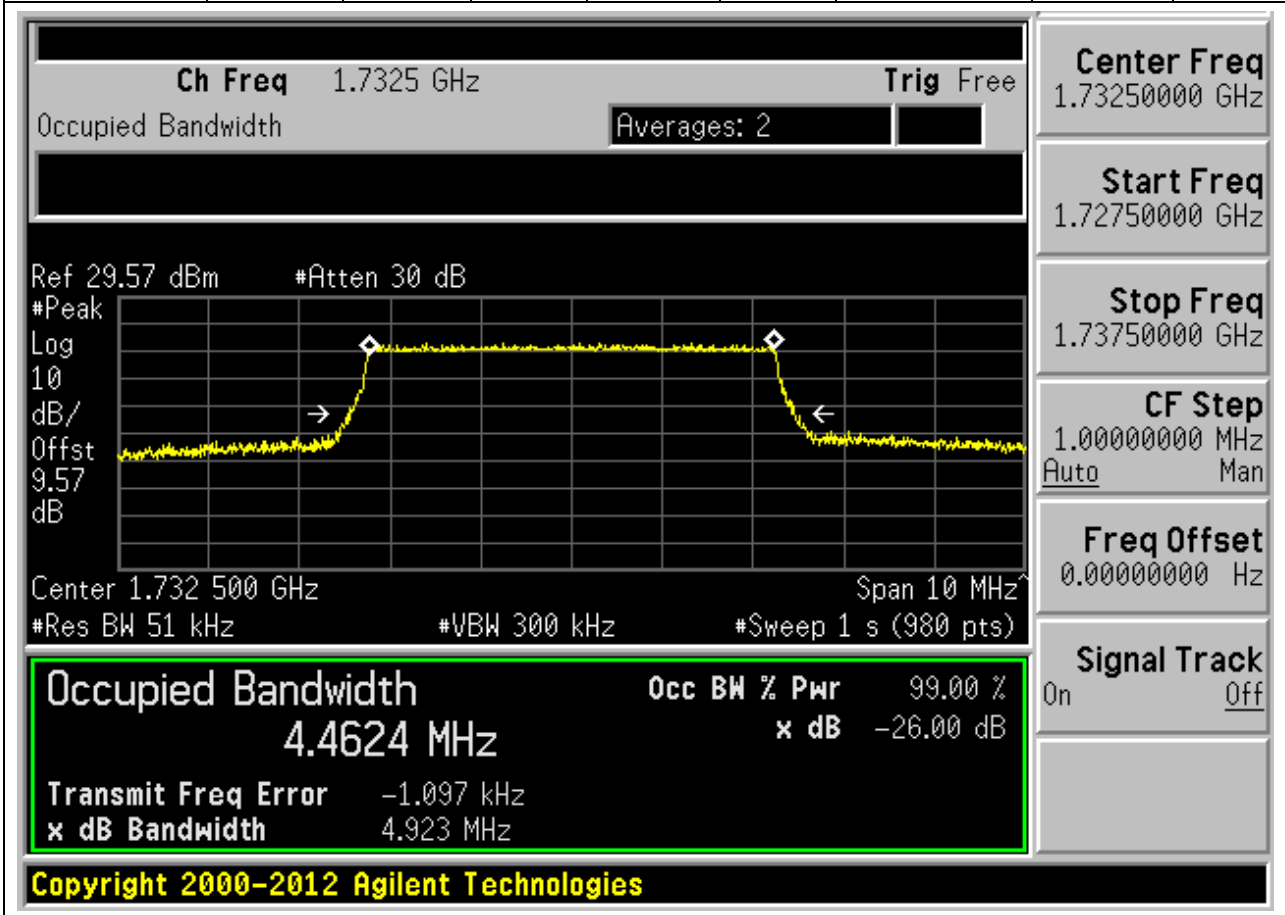 Ch Freq 1.7325 GHz Trig Free
Occupied Bandwidth Averages: 2
Ref 29.57 dBm #Atten 30 dB
#Peak
Log
10
dB/
Offst
9.57
dB
Center 1.732 500 GHz Span 10 MHz^
#Res BW 51 kHz #VBW 300 kHz #Sweep 1 s (980 pts)
Occupied Bandwidth Occ BW % Pwr 99.00 %
4.4624 MHz x dB -26.00 dB
Transmit Freq Error -1.097 kHz
x dB Bandwidth 4.923 MHz
Copyright 2000-2012 Agilent Technologies
Center Freq
1.73250000 GHz
Start Freq
1.72750000 GHz
Stop Freq
1.73750000 GHz
CF Step
1.00000000 MHz
Auto Man
Freq Offset
0.00000000 Hz
Signal Track
On Off